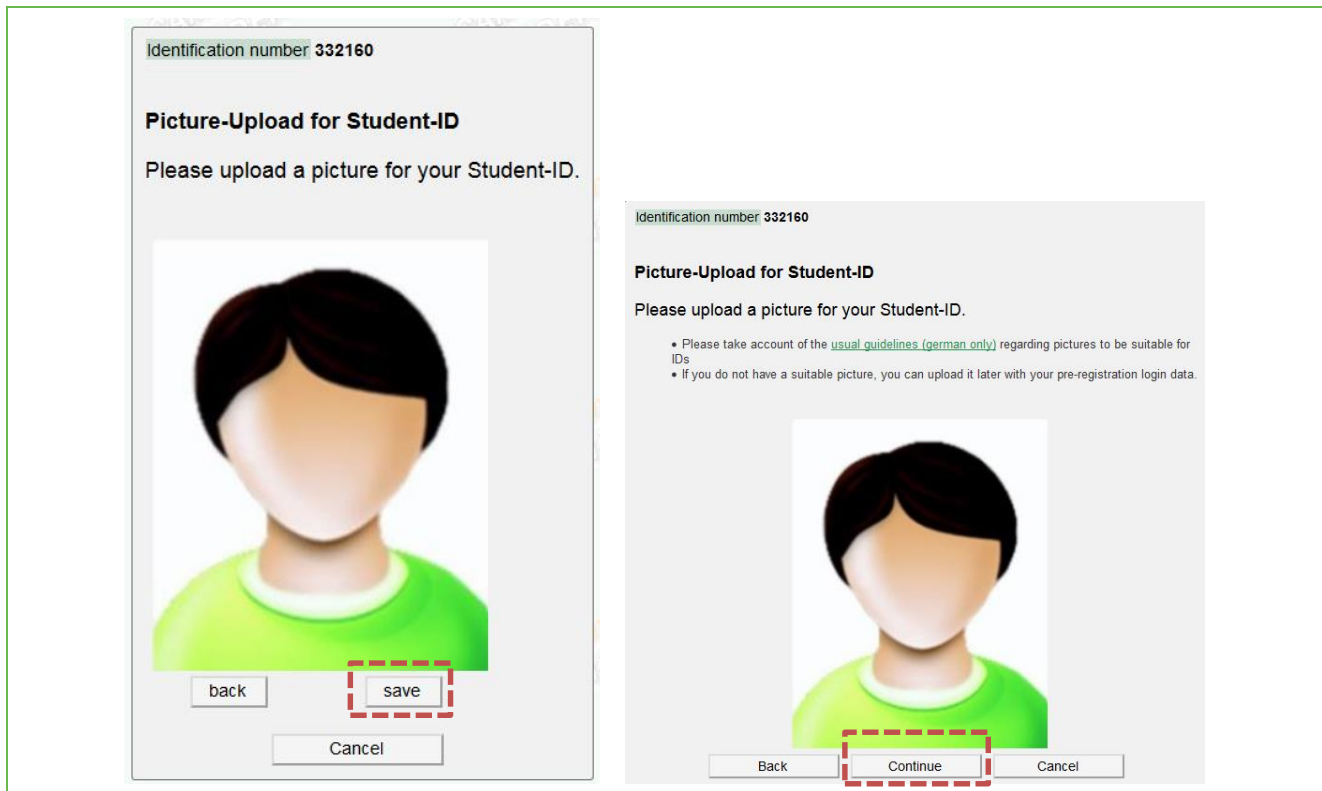 Identification number 332160
Picture-Upload for Student-ID
Please upload a picture for your Student-ID.
back
save
Cancel
Identification number 332160
Picture-Upload for Student-ID
Please upload a picture for your Student-ID.
• Please take account of the usual guidelines (german only) regarding pictures to be suitable for
IDs
• If you do not have a suitable picture, you can upload it later with your pre-registration login data.
Back
Continue
Cancel